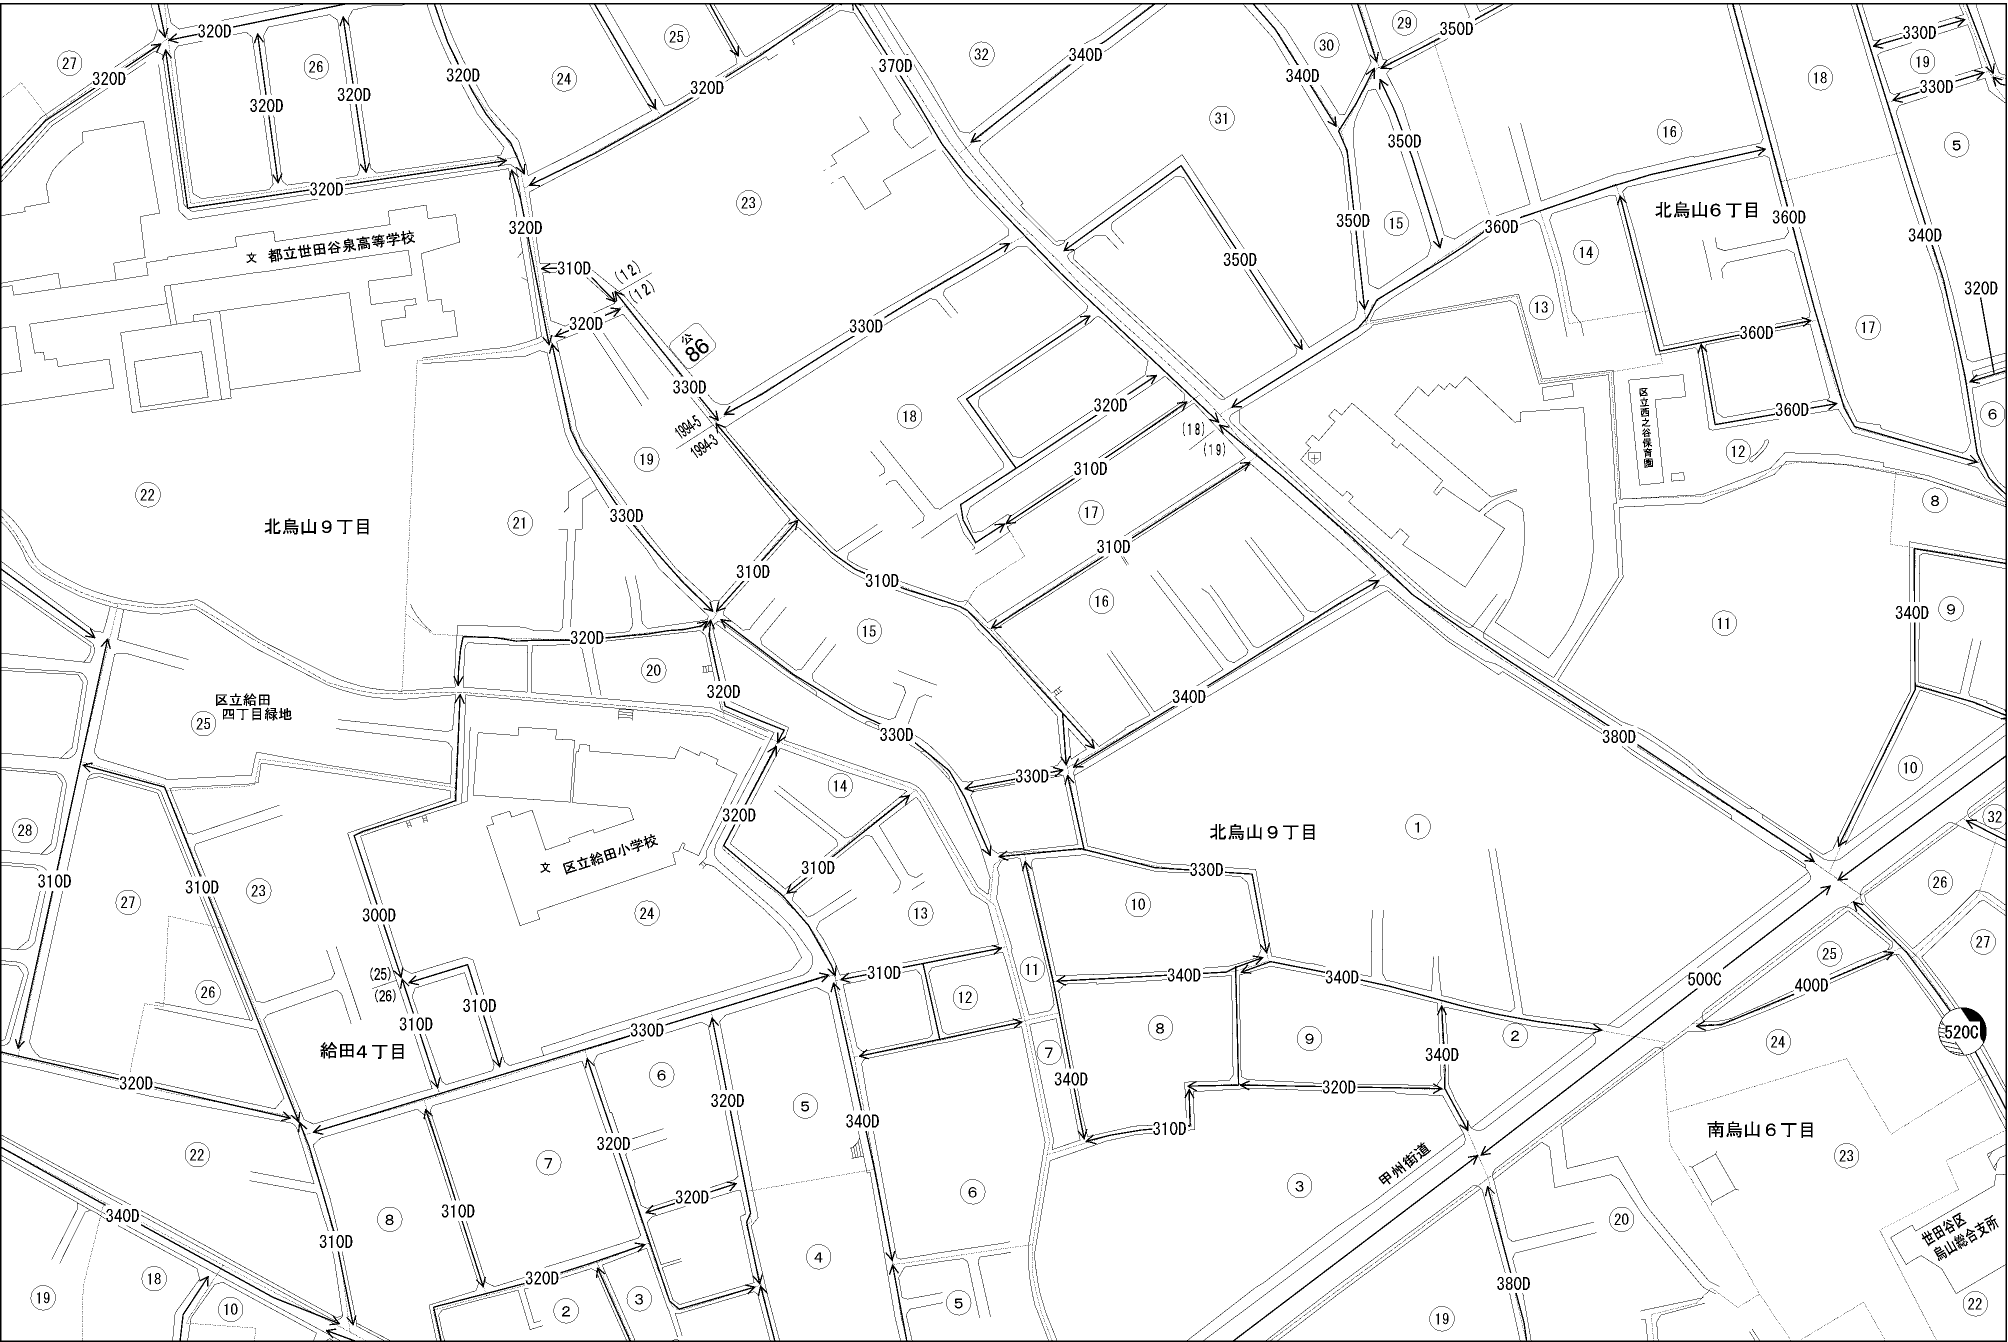 320D
27
26
320D
320D
320D
320D
24
25
320D
370D
32
340D
31
340D
30
29
350D
350D
16
18
330D
19
330D
5
320D
23
北烏山6丁目
360D
340D
350D
15
360D
14
文 都立世田谷泉高等学校
320D
310D
(12)
(12)
350D
13
320D
17
320D
公
86
330D
330D
360D
18
320D
360D
6
区立西之谷保育園
12
1994-5
1994-3
(18)
(19)
19
22
310D
8
北烏山9丁目
21
330D
17
310D
310D
310D
16
9
340D
11
15
320D
20
320D
340D
区立給田
四丁目緑地
25
330D
380D
330D
10
14
320D
32
28
北烏山9丁目
1
文 区立給田小学校
310D
330D
310D
27
310D
23
300D
24
13
10
26
27
25
(25)
(26)
310D
11
340D
340D
500C
400D
26
310D
310D
12
330D
8
9
2
24
520C
給田4丁目
7
340D
320D
6
340D
320D
320D
5
340D
310D
南烏山6丁目
22
7
320D
甲州街道
23
3
320D
6
340D
8
310D
310D
20
世田谷区
烏山総合支所
4
18
320D
380D
19
10
2
3
5
19
22